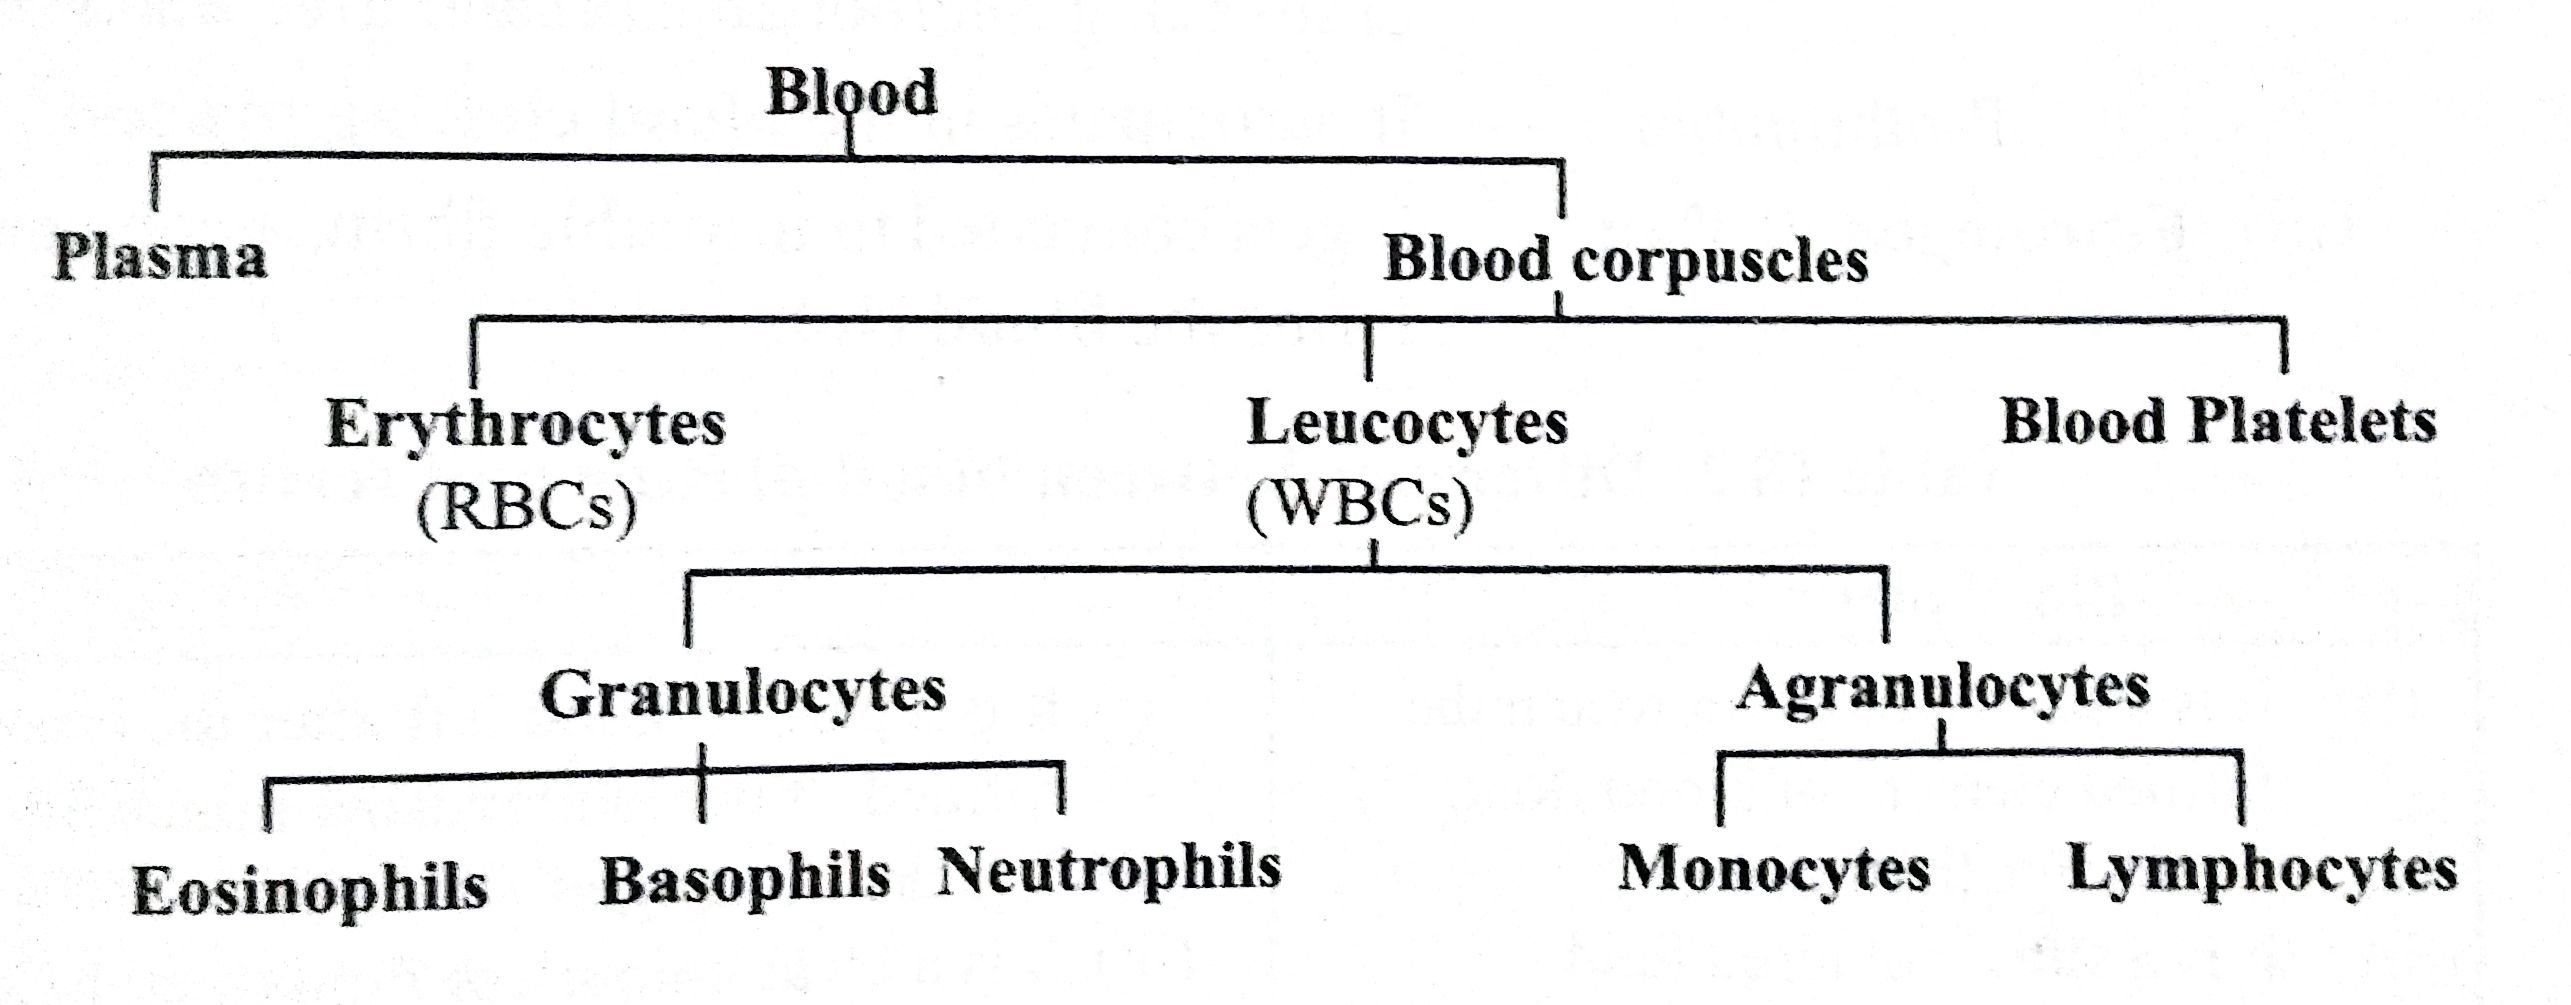 Blood
Plasma Blood corpuscles
Erythrocytes Leucocytes Blood Platelets
(RBCs) (WBCs)
Granulocytes Agranulocytes
Eosinophils Basophils Neutrophils Monocytes Lymphocytes